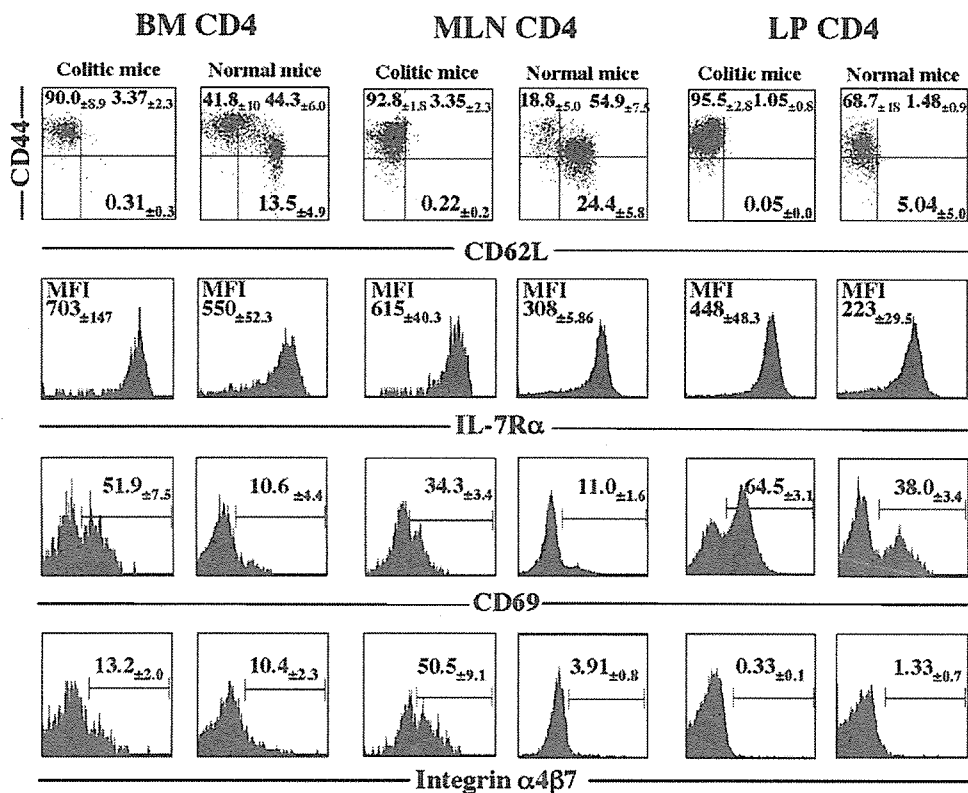 BM CD4 MLN CD4 LP CD4
Colitic mice Normal mice Colitic mice Normal mice Colitic mice Normal mice
90.0±8.9 3.37±2.3 41.8±10 44.3±6.0 92.8±1.8 3.35±2.3 18.8±5.0 54.9±7.5 95.5±2.8 1.05±0.8 68.7±18 1.48±0.9
CD44
0.31±0.3 13.5±4.9 0.22±0.2 24.4±5.8 0.05±0.0 5.04±5.0
CD62L
MFI MFI MFI MFI MFI MFI
703±147 550±52.3 615±40.3 308±5.86 448±48.3 223±29.5
IL-7Rα
51.9±7.5 10.6±4.4 34.3±3.4 11.0±1.6 64.5±3.1 38.0±3.4
CD69
13.2±2.0 10.4±2.3 50.5±9.1 3.91±0.8 0.33±0.1 1.33±0.7
Integrin α4β7